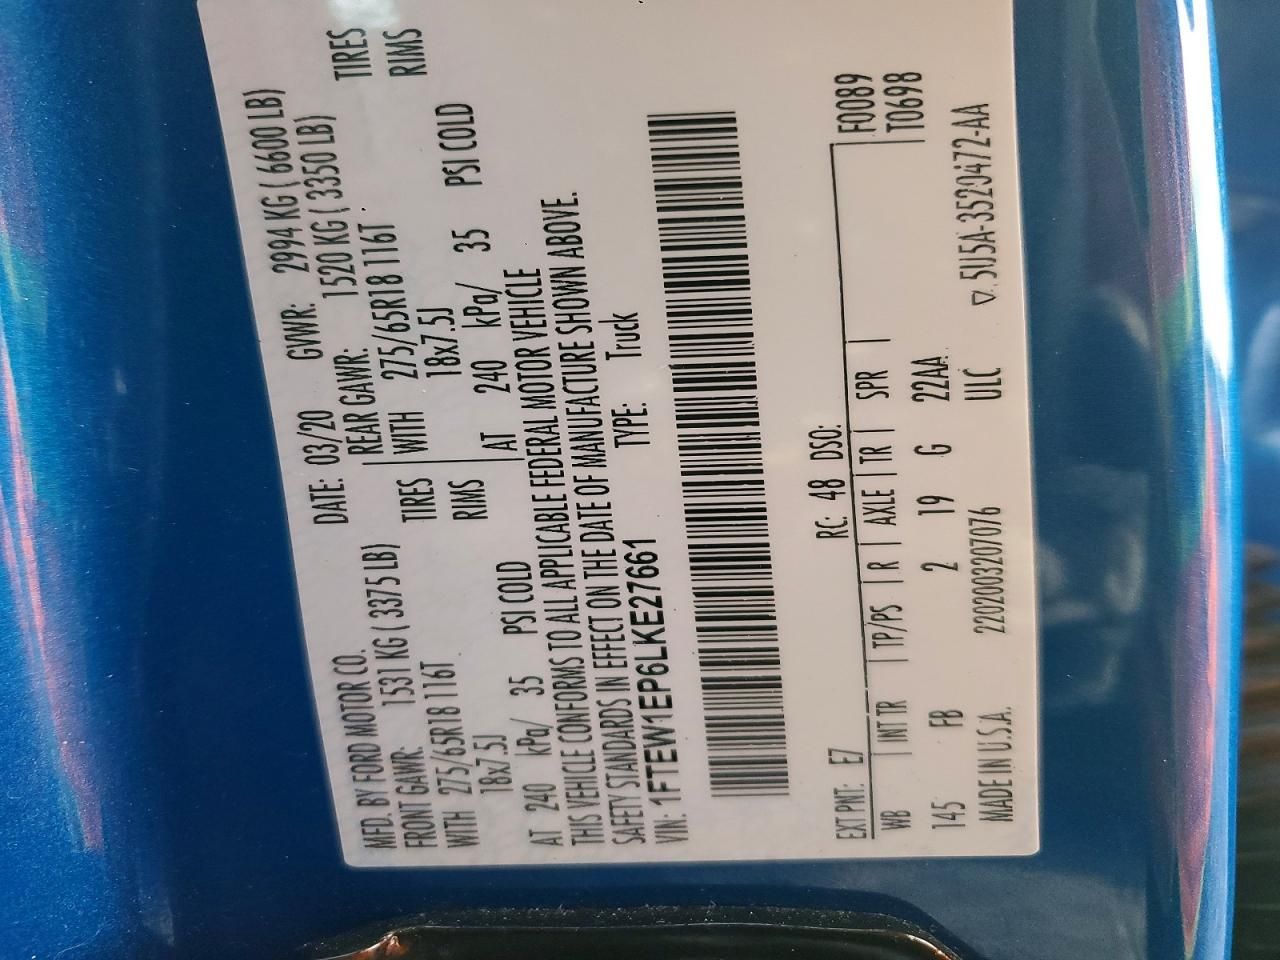 MFD. BY FORD MOTOR CO. DATE: 03/20 GVWR: 2994 KG ( 6600 LB)
FRONT GAWR: 1531 KG ( 3375 LB) REAR GAWR: 1520 KG ( 3350 LB)
WITH 275/65R18 116T TIRES WITH 275/65R18 116T TIRES
18x7.5J RIMS 18x7.5J RIMS
AT 240 kPa/ 35 PSI COLD AT 240 kPa/ 35 PSI COLD
THIS VEHICLE CONFORMS TO ALL APPLICABLE FEDERAL MOTOR VEHICLE
SAFETY STANDARDS IN EFFECT ON THE DATE OF MANUFACTURE SHOWN ABOVE.
VIN: 1FTEW1EP6LKE27661 TYPE: Truck
EXT PNT: E7 RC: 48 DSO: F0089
WB INT TR TP/PS R AXLE TR SPR T0698
145 FB 2 19 G 22AA
MADE IN U.S.A. 2202003207076 ULC
5U5A-3520472-AA